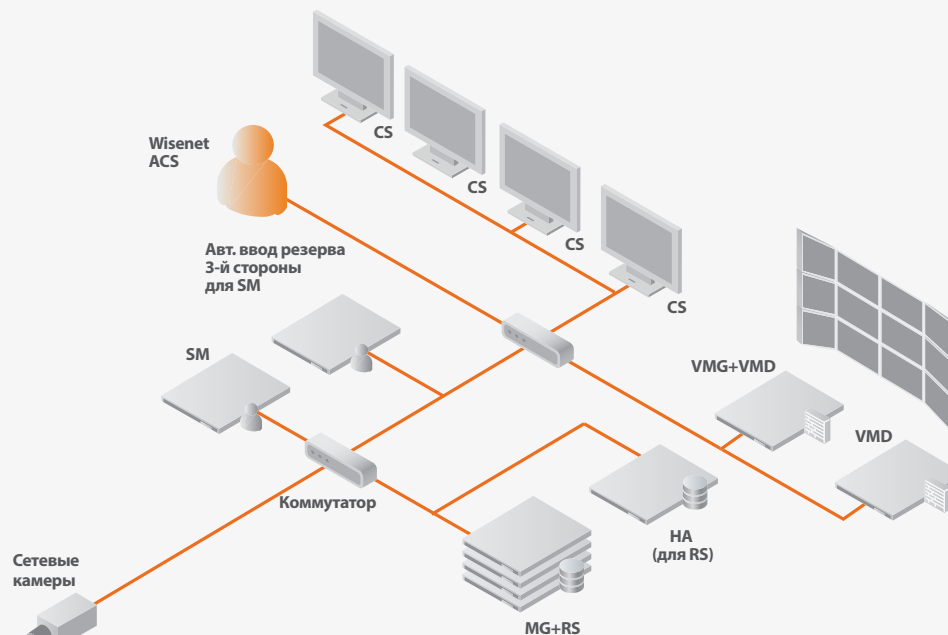 CS
Wisenet
ACS
CS
CS
Авт. ввод резерва
3-й стороны
для SM
CS
SM
VMG+VMD
VMD
Коммутатор
HA
(для RS)
Сетевые
камеры
MG+RS